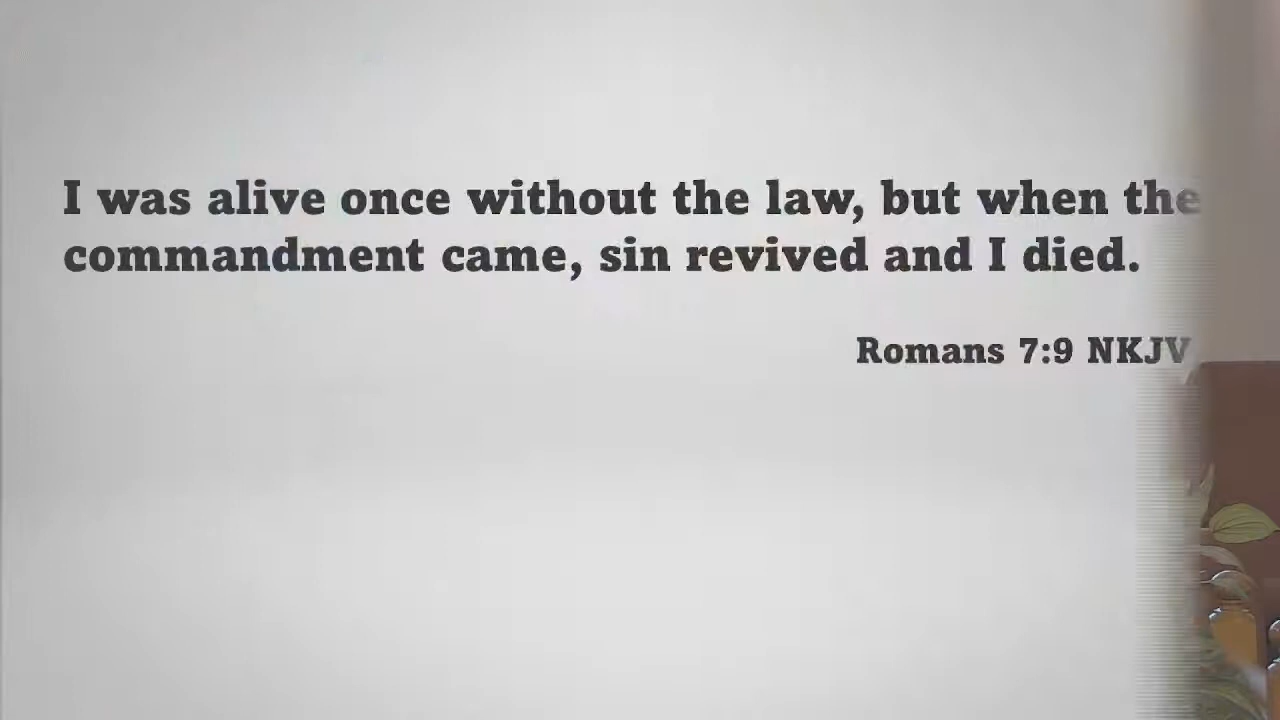 I was alive once without the law, but when the
commandment came, sin revived and I died.
Romans 7:9 NKJV